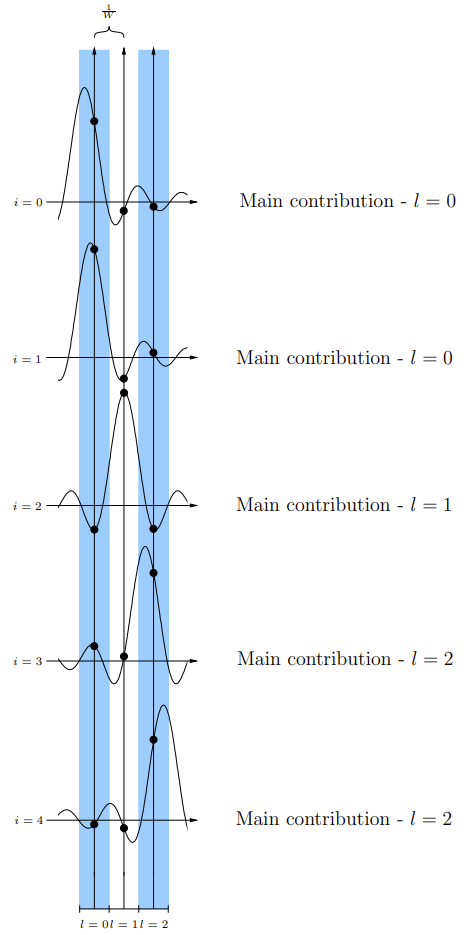 1/W
i = 0
Main contribution - l = 0
i = 1
Main contribution - l = 0
i = 2
Main contribution - l = 1
i = 3
Main contribution - l = 2
i = 4
Main contribution - l = 2
l = 0 l = 1 l = 2